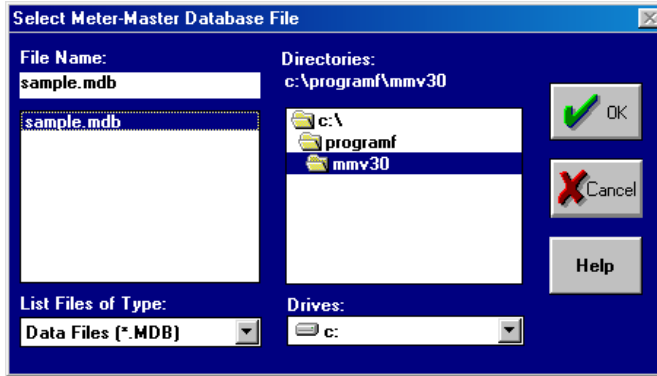 Select Meter-Master Database File
File Name:
sample.mdb
sample.mdb
Directories:
c:\programf\mmv30
c:\
programf
mmv30
OK
Cancel
Help
List Files of Type:
Data Files (*.MDB)
Drives:
c: